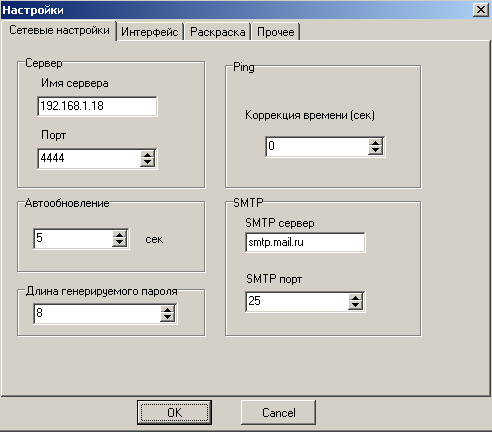 Настройки
Сетевые настройки
Интерфейс
Раскраска
Прочее
Сервер
Имя сервера
192.168.1.18
Порт
4444
Ping
Коррекция времени (сек)
0
Автообновление
5
сек
SMTP
SMTP сервер
smtp.mail.ru
SMTP порт
25
Длина генерируемого пароля
8
OK
Cancel